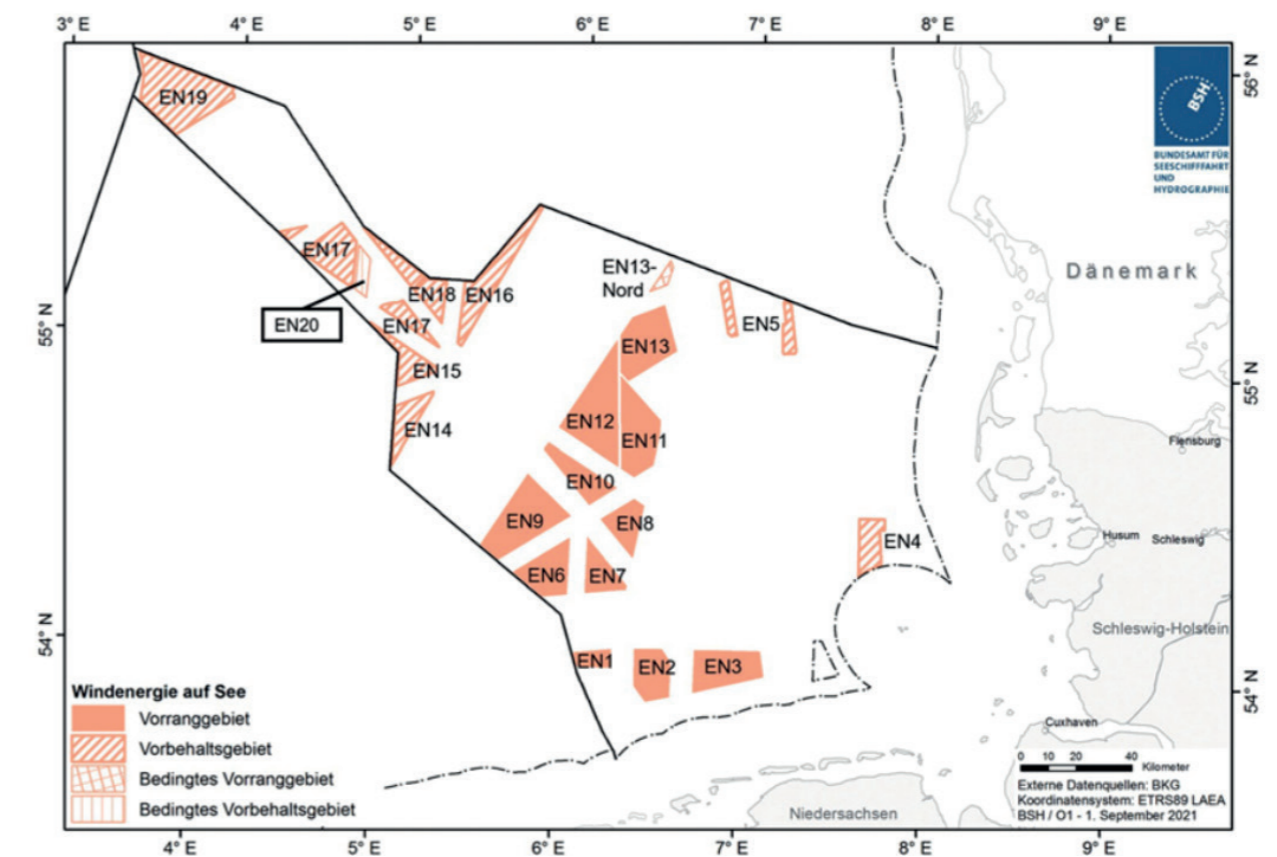 3° E 4° E 5° E 6° E 7° E 8° E 9° E
56° N
EN19
BSH
BUNDESAMT FÜR
SEESCHIFFFAHRT
UND
HYDROGRAPHIE
EN17
EN13-
Nord
Dänemark
EN18 EN16
EN20
EN17
EN5
55° N
EN13
EN15
55° N
EN12
EN14
EN11
Flensburg
EN10
EN9
EN8
EN4
Husum
Schleswig
EN6
EN7
54° N
Schleswig-Holstein
EN1
EN2
EN3
54° N
Windenergie auf See
Vorranggebiet
Vorbehaltsgebiet
Bedingtes Vorranggebiet
Bedingtes Vorbehaltsgebiet
Cuxhaven
0 10 20 40
Kilometer
Externe Datenquellen: BKG
Koordinatensystem: ETRS89 LAEA
BSH / O1 - 1. September 2021
Niedersachsen
4° E 5° E 6° E 7° E 8° E 9° E